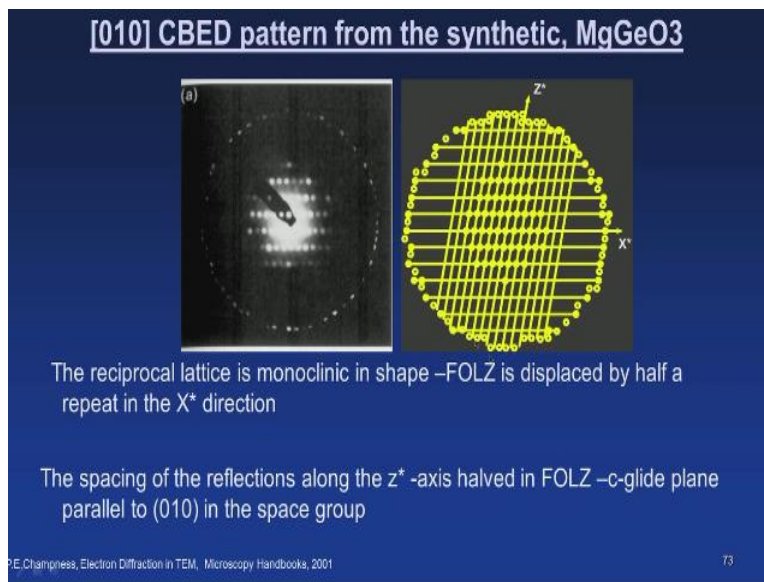 [010] CBED pattern from the synthetic, MgGeO3
(a)
Z*
X*
The reciprocal lattice is monoclinic in shape –FOLZ is displaced by half a
repeat in the X* direction
The spacing of the reflections along the z* -axis halved in FOLZ –c-glide plane
parallel to (010) in the space group
P.E,Champness, Electron Diffraction in TEM, Microscopy Handbooks, 2001
73